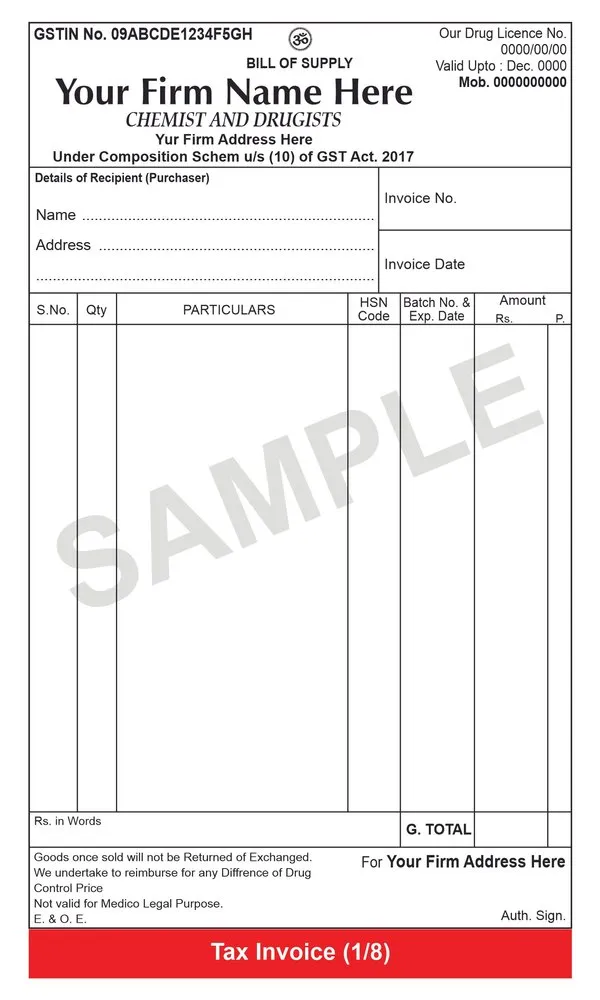 GSTIN No. 09ABCDE1234F5GH
ॐ
BILL OF SUPPLY
Our Drug Licence No.
0000/00/00
Valid Upto : Dec. 0000
Mob. 0000000000
Your Firm Name Here
CHEMIST AND DRUGISTS
Yur Firm Address Here
Under Composition Schem u/s (10) of GST Act. 2017
Details of Recipient (Purchaser)
Name ....................................................................
Address ................................................................
...............................................................................
Invoice No.
Invoice Date
S.No. Qty PARTICULARS HSN Code Batch No. & Exp. Date Amount Rs. P.
SAMPLE
Rs. in Words
G. TOTAL
Goods once sold will not be Returned of Exchanged.
We undertake to reimburse for any Diffrence of Drug
Control Price
Not valid for Medico Legal Purpose.
E. & O. E.
For Your Firm Address Here
Auth. Sign.
Tax Invoice (1/8)